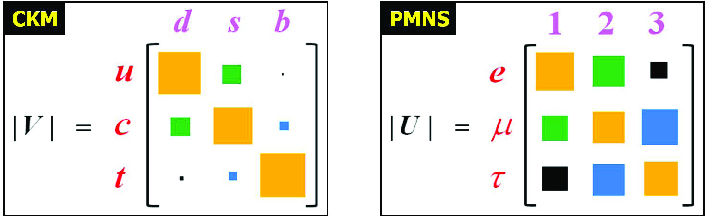 CKM
d s b
u
|V| = c
t
PMNS
1 2 3
e
|U| = μ
τ